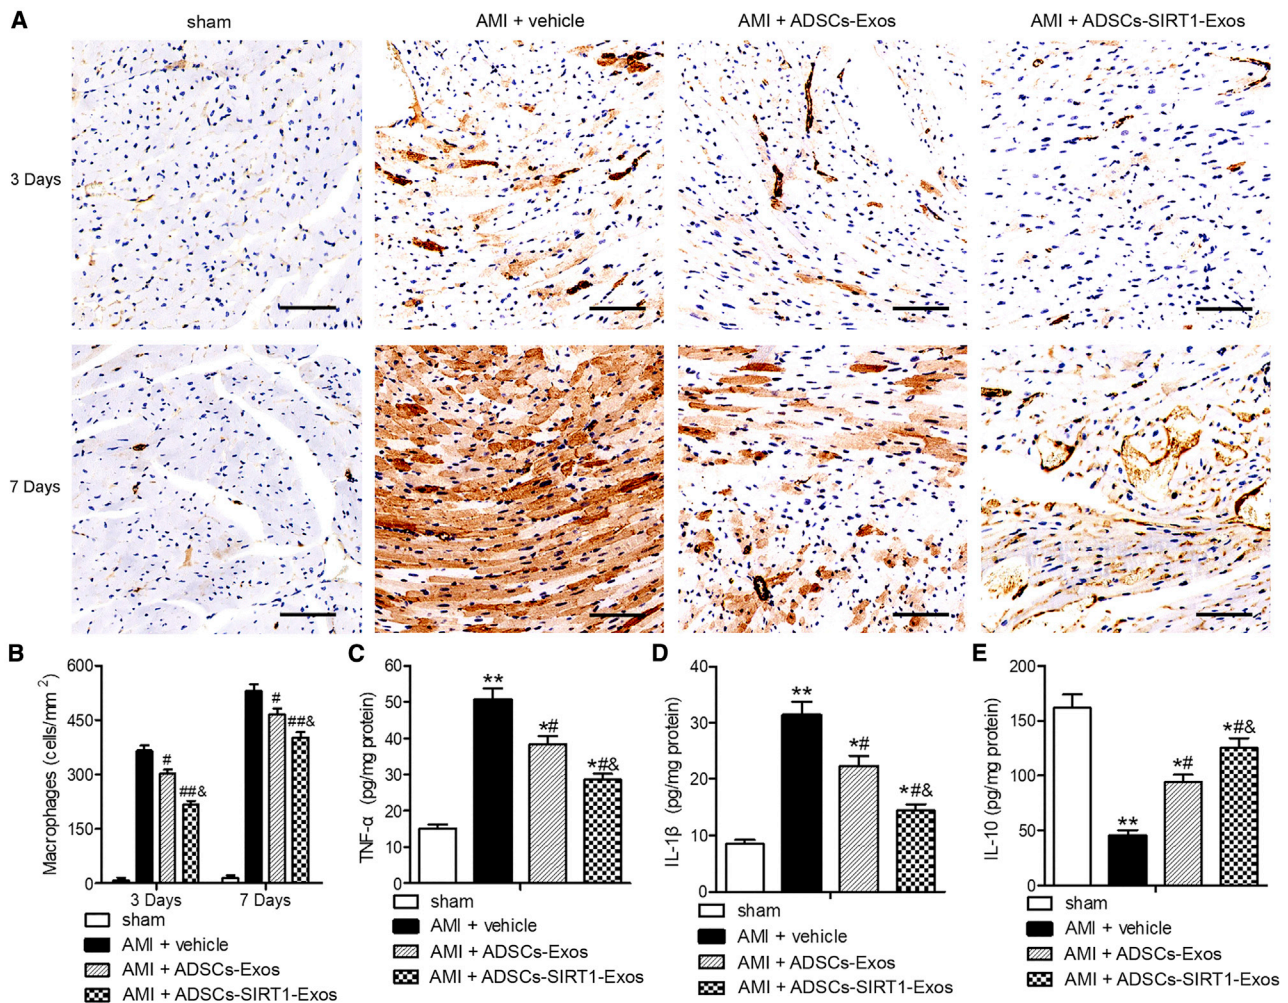 A
sham
AMI + vehicle
AMI + ADSCs-Exos
AMI + ADSCs-SIRT1-Exos
3 Days
7 Days
B
Macrophages (cells/mm²)
600
450
300
150
0
#
##&
#
##&
3 Days
7 Days
sham
AMI + vehicle
AMI + ADSCs-Exos
AMI + ADSCs-SIRT1-Exos
C
TNF-α (pg/mg protein)
60
50
40
30
20
10
0
**
*#
*#&
sham
AMI + vehicle
AMI + ADSCs-Exos
AMI + ADSCs-SIRT1-Exos
D
IL-1β (pg/mg protein)
40
30
20
10
0
**
*#
*#&
sham
AMI + vehicle
AMI + ADSCs-Exos
AMI + ADSCs-SIRT1-Exos
E
IL-10 (pg/mg protein)
200
150
100
50
0
**
*#
*#&
sham
AMI + vehicle
AMI + ADSCs-Exos
AMI + ADSCs-SIRT1-Exos